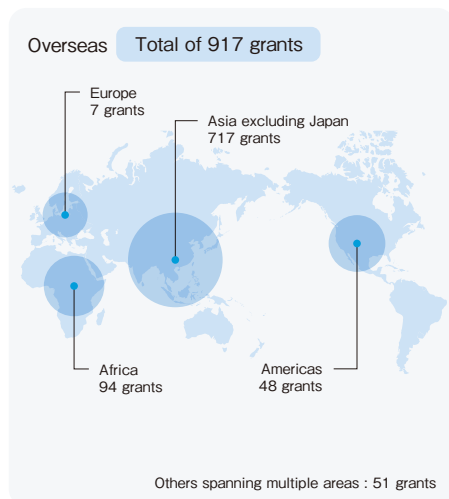 Overseas Total of 917 grants
Europe
7 grants
Asia excluding Japan
717 grants
Africa
94 grants
Americas
48 grants
Others spanning multiple areas : 51 grants